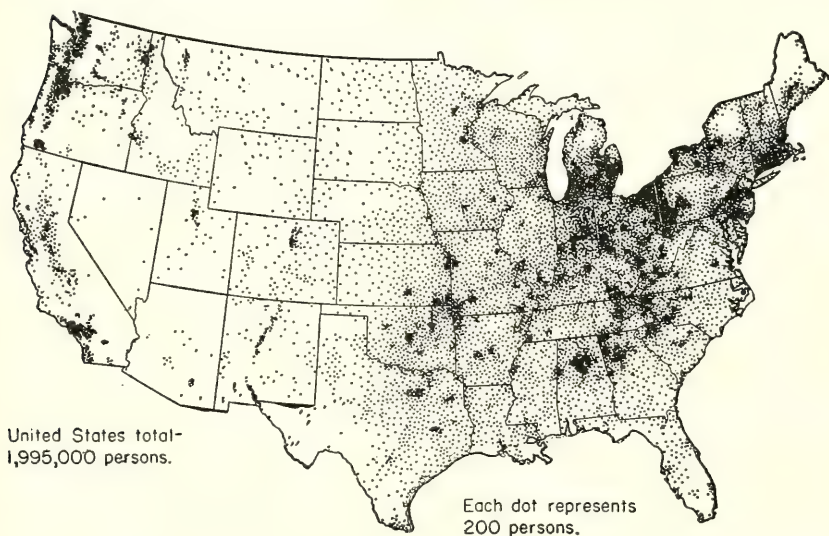 United States total-
1,995,000 persons.
Each dot represents
200 persons.